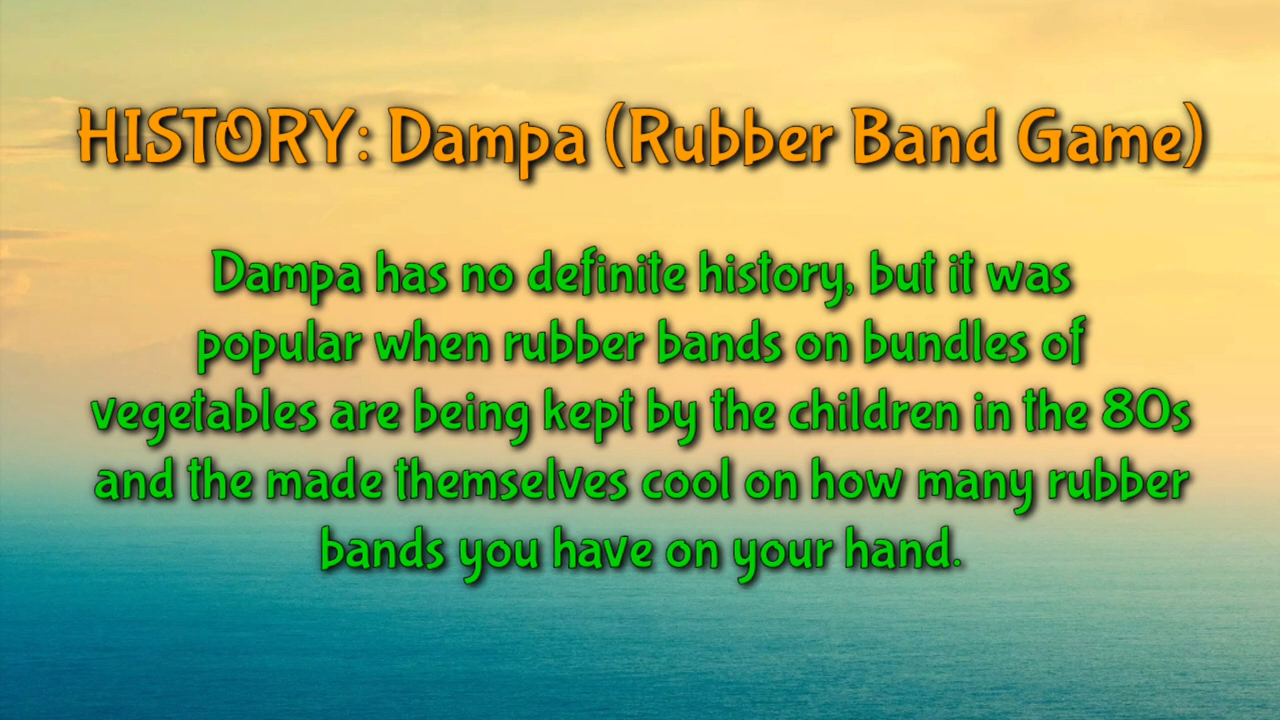 HISTORY: Dampa (Rubber Band Game)
Dampa has no definite history, but it was
popular when rubber bands on bundles of
vegetables are being kept by the children in the 80s
and the made themselves cool on how many rubber
bands you have on your hand.